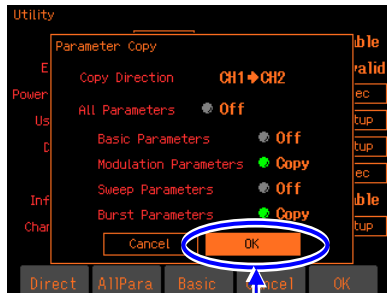 Utility
Parameter Copy
Copy Direction CH1➔CH2
Power
All Parameters Off
Basic Parameters Off
Modulation Parameters Copy
Sweep Parameters Off
Burst Parameters Copy
Cancel OK
Direct AllPara Basic Cancel OK